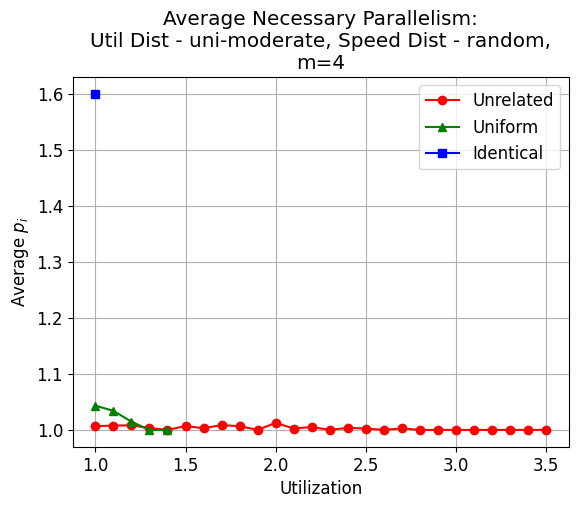 Average Necessary Parallelism:
Util Dist - uni-moderate, Speed Dist - random,
m=4
1.6
1.5
1.4
1.3
1.2
1.1
1.0
Average p_i
Unrelated
Uniform
Identical
1.0 1.5 2.0 2.5 3.0 3.5
Utilization